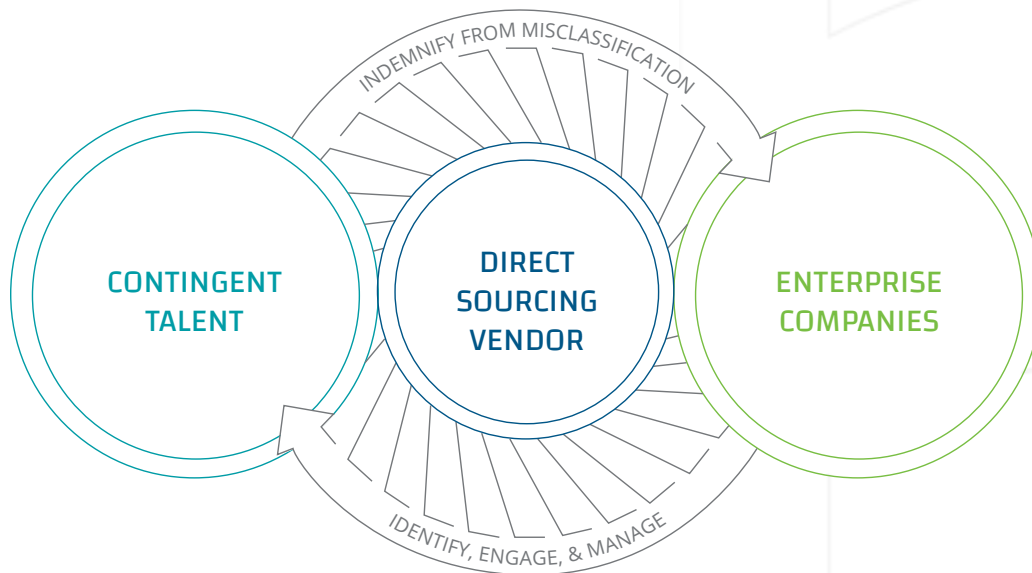 INDEMNIFY FROM MISCLASSIFICATION
CONTINGENT
TALENT
DIRECT
SOURCING
VENDOR
ENTERPRISE
COMPANIES
IDENTIFY, ENGAGE, & MANAGE